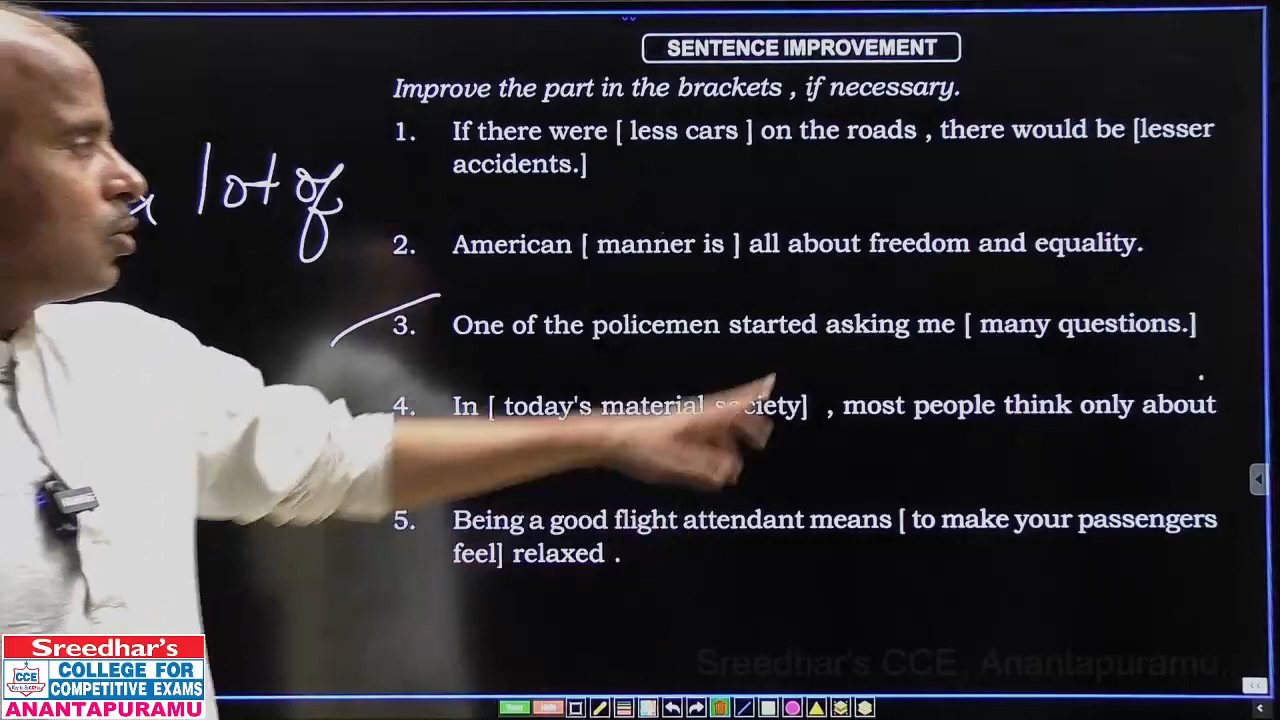 SENTENCE IMPROVEMENT
Improve the part in the brackets , if necessary.
1. If there were [ less cars ] on the roads , there would be [lesser
accidents.]
lot of
2. American [ manner is ] all about freedom and equality.
3. One of the policemen started asking me [ many questions.]
4. In [ today's material society] , most people think only about
5. Being a good flight attendant means [ to make your passengers
feel] relaxed .
Sreedhar's
CCE
COLLEGE FOR
COMPETITIVE EXAMS
ANANTAPURAMU
Sreedhar's CCE, Anantapuramu